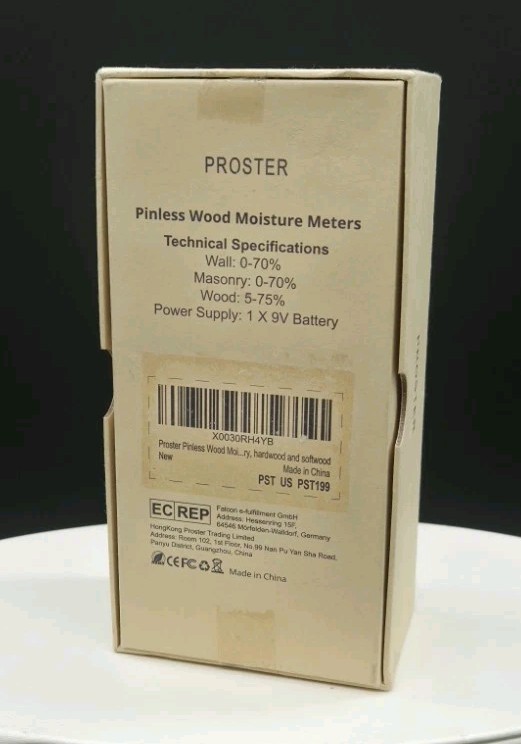 PROSTER
Pinless Wood Moisture Meters
Technical Specifications
Wall: 0-70%
Masonry: 0-70%
Wood: 5-75%
Power Supply: 1 X 9V Battery
X0030RH4YB
Proster Pinless Wood Moi...ry, hardwood and softwood
New
Made in China
PST US PST199
EC REP
Falcon e-fulfillment GmbH
Address: Hessenring 15F,
64546 Mörfelden-Walldorf, Germany
HongKong Proster Trading Limited
Address: Room 102, 1st Floor, No.99 Nan Pu Yan Sha Road,
Panyu District, Guangzhou, China
CE FC Made in China
PROSTER